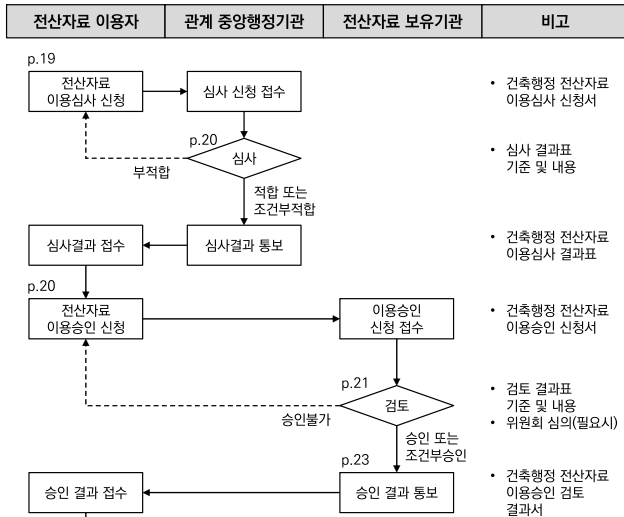 전산자료 이용자
관계 중앙행정기관
전산자료 보유기관
비고
p.19
전산자료
이용심사 신청
심사 신청 접수
• 건축행정 전산자료
이용심사 신청서
p.20
심사
부적합
• 심사 결과표
기준 및 내용
적합 또는
조건부적합
심사결과 접수
심사결과 통보
• 건축행정 전산자료
이용심사 결과표
p.20
전산자료
이용승인 신청
이용승인
신청 접수
• 건축행정 전산자료
이용승인 신청서
p.21
검토
승인불가
• 검토 결과표
기준 및 내용
• 위원회 심의(필요시)
승인 또는
조건부승인
p.23
승인 결과 접수
승인 결과 통보
• 건축행정 전산자료
이용승인 검토
결과서